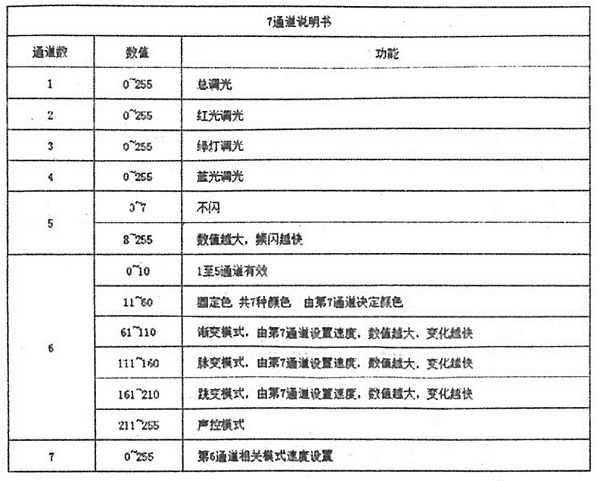 7通道说明书
通道数 数值 功能
1 0~255 总调光
2 0~255 红光调光
3 0~255 绿灯调光
4 0~255 蓝光调光
5 0~7 不闪
8~255 数值越大，频闪越快
6 0~10 1至5通道有效
11~60 固定色 共7种颜色 由第7通道决定颜色
61~110 渐变模式，由第7通道设置速度，数值越大，变化越快
111~160 脉变模式，由第7通道设置速度，数值越大，变化越快
161~210 跳变模式，由第7通道设置速度，数值越大，变化越快
211~255 声控模式
7 0~255 第6通道相关模式速度设置